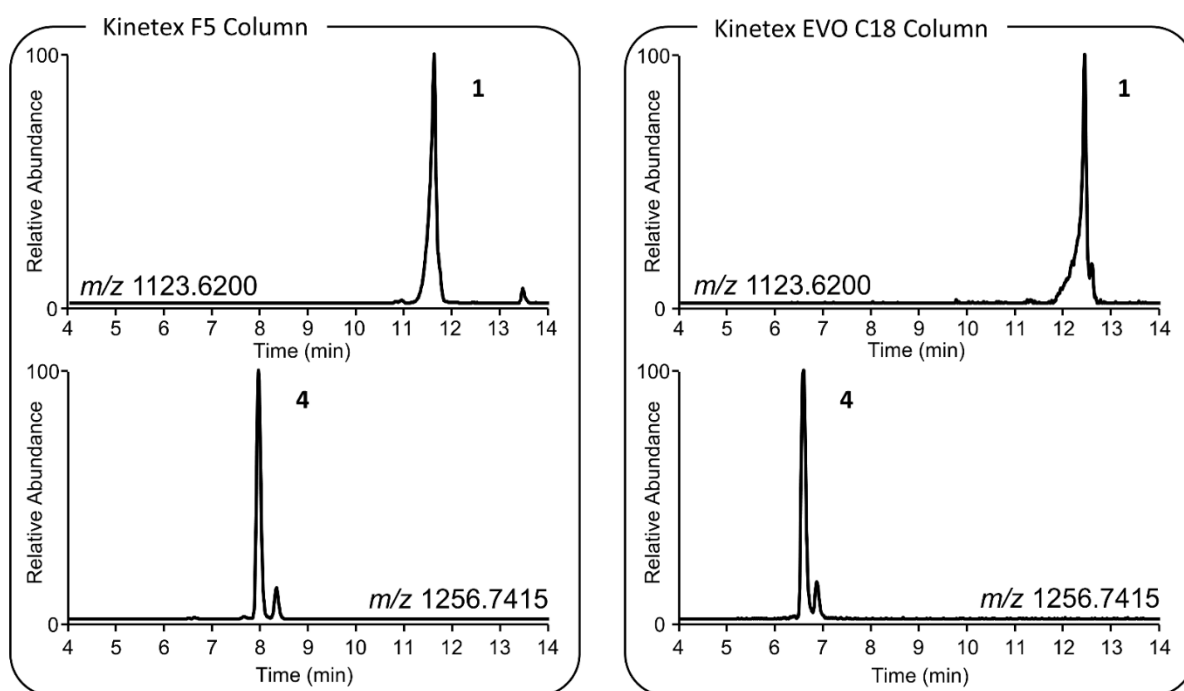 Kinetex F5 Column
100
Relative Abundance
0
1
m/z 1123.6200
4 5 6 7 8 9 10 11 12 13 14
Time (min)
100
Relative Abundance
0
4
m/z 1256.7415
4 5 6 7 8 9 10 11 12 13 14
Time (min)
Kinetex EVO C18 Column
100
Relative Abundance
0
1
m/z 1123.6200
4 5 6 7 8 9 10 11 12 13 14
Time (min)
100
Relative Abundance
0
4
m/z 1256.7415
4 5 6 7 8 9 10 11 12 13 14
Time (min)